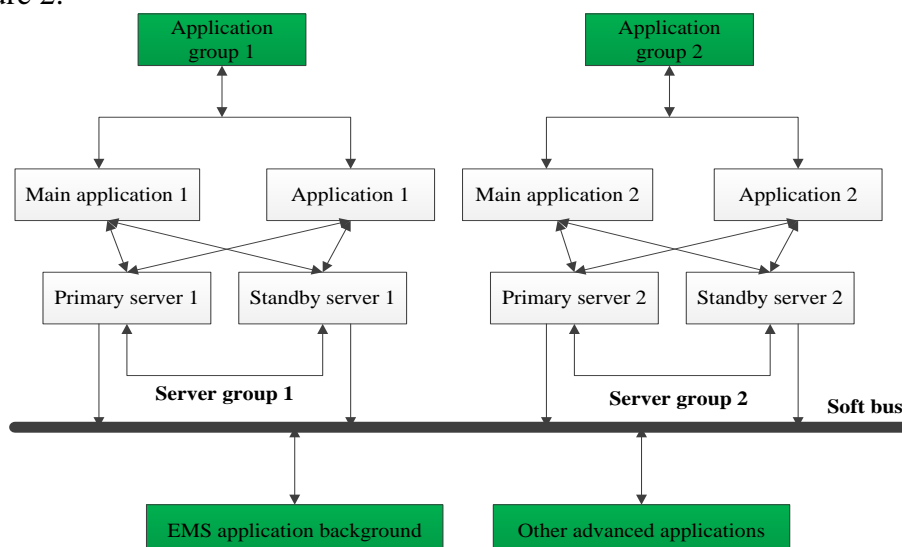 ure 2.
Application
group 1
Application
group 2
Main application 1
Application 1
Main application 2
Application 2
Primary server 1
Standby server 1
Primary server 2
Standby server 2
Server group 1
Server group 2
Soft bus
EMS application background
Other advanced applications